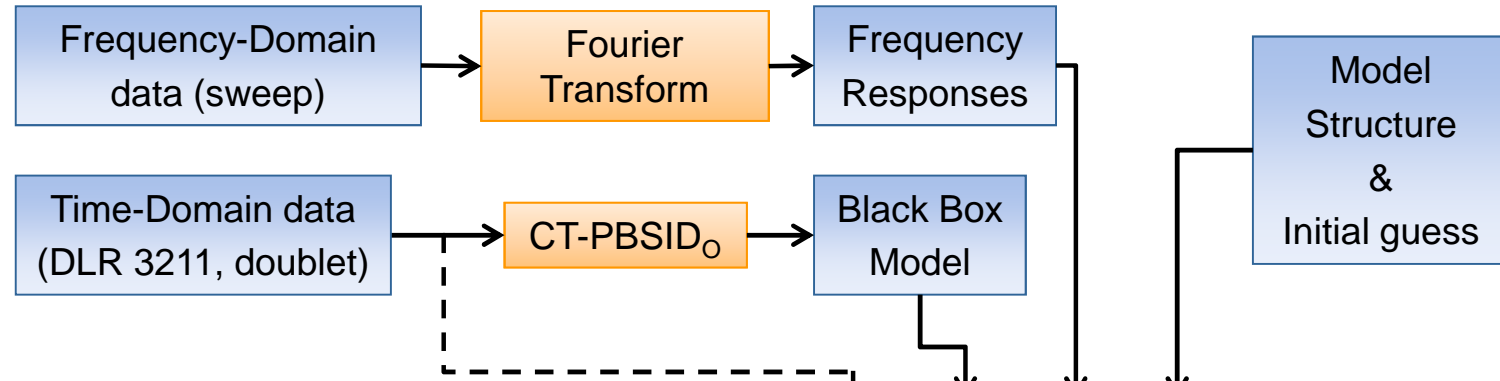 Frequency-Domain
data (sweep)
Fourier
Transform
Frequency
Responses
Model
Structure
&
Initial guess
Time-Domain data
(DLR 3211, doublet)
CT-PBSID_O
Black Box
Model